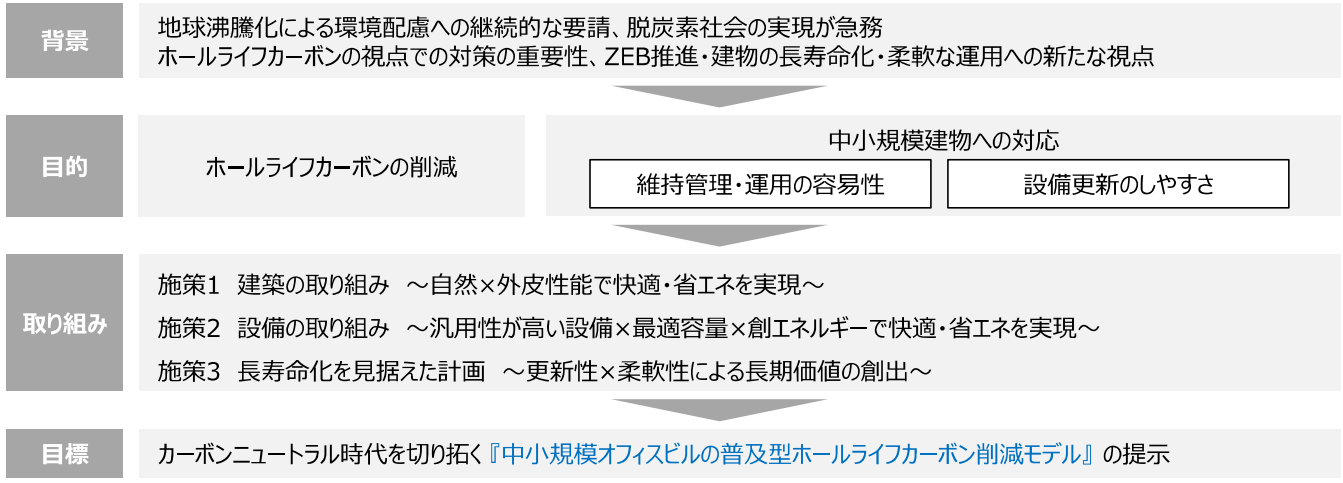 背景
地球沸騰化による環境配慮への継続的な要請、脱炭素社会の実現が急務
ホールライフカーボンの視点での対策の重要性、ZEB推進・建物の長寿命化・柔軟な運用への新たな視点
目的
ホールライフカーボンの削減
中小規模建物への対応
維持管理・運用の容易性
設備更新のしやすさ
取り組み
施策1 建築の取り組み ～自然×外皮性能で快適・省エネを実現～
施策2 設備の取り組み ～汎用性が高い設備×最適容量×創エネルギーで快適・省エネを実現～
施策3 長寿命化を見据えた計画 ～更新性×柔軟性による長期価値の創出～
目標
カーボンニュートラル時代を切り拓く『中小規模オフィスビルの普及型ホールライフカーボン削減モデル』の提示